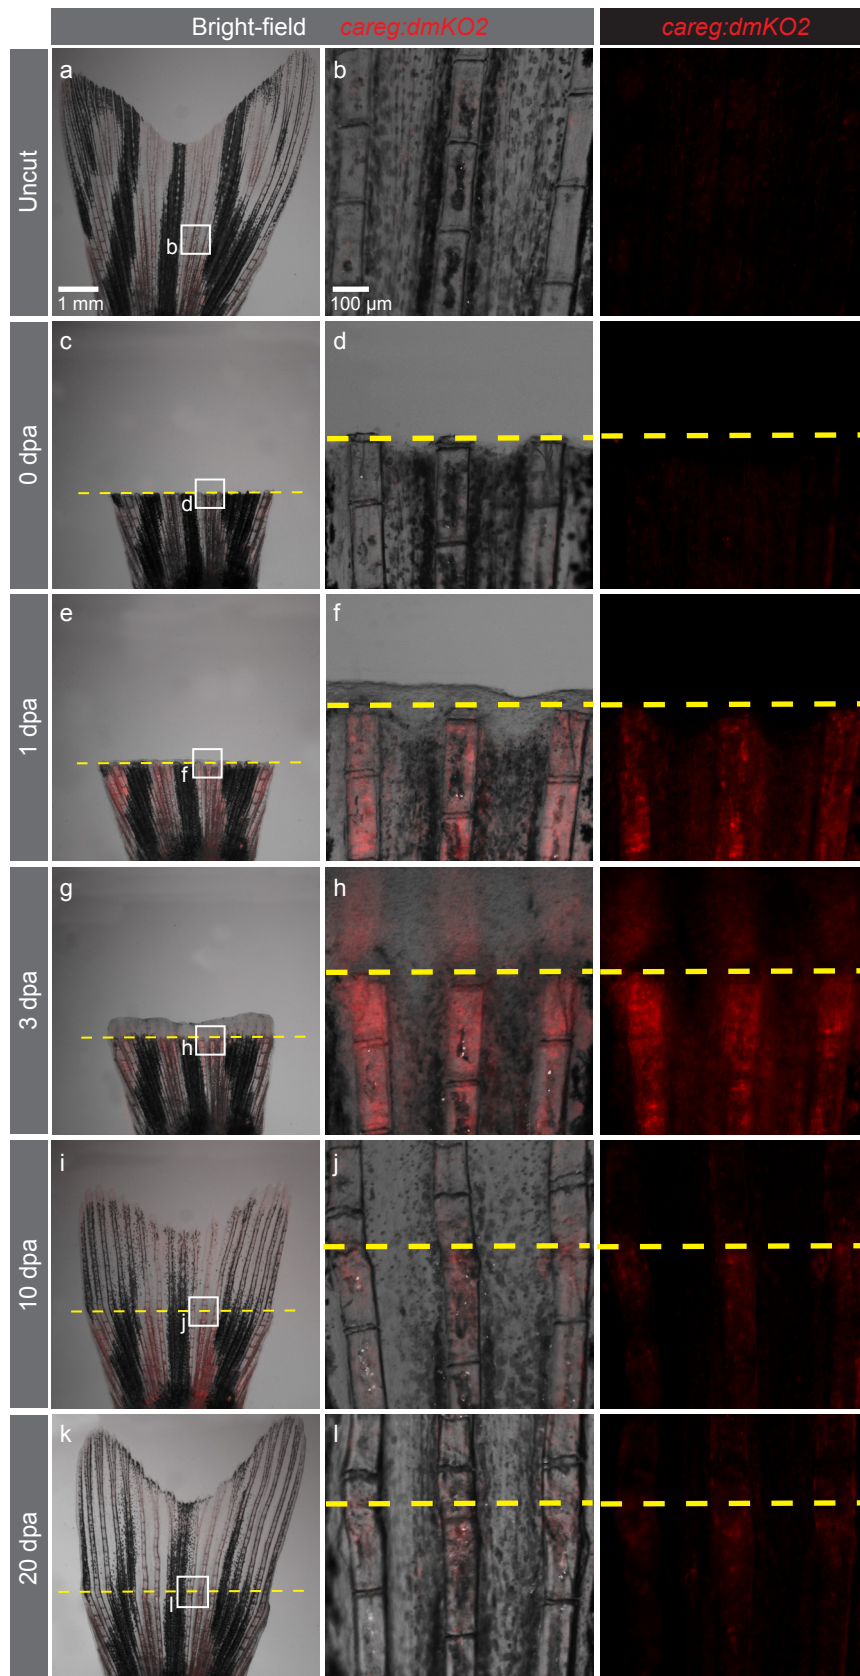 Bright-field careg:dmKO2 careg:dmKO2
Uncut
a
b
1 mm
b
100 µm
0 dpa
c
d
d
1 dpa
e
f
f
3 dpa
g
h
h
10 dpa
i
j
j
20 dpa
k
l
l